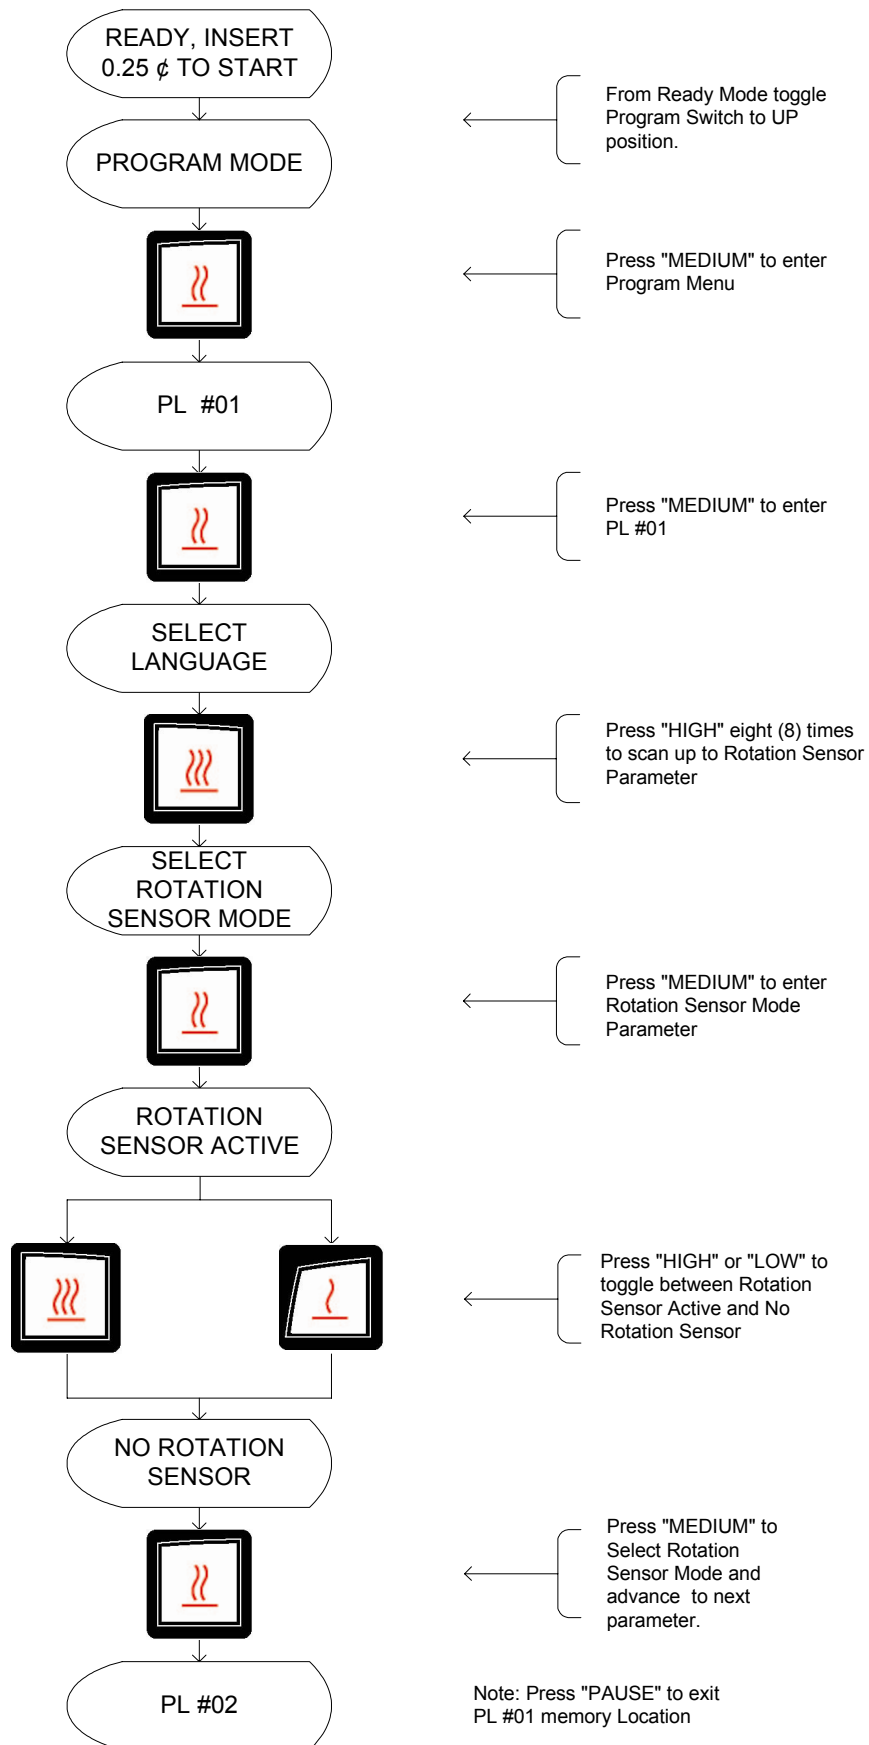 READY, INSERT
0.25 ¢ TO START
From Ready Mode toggle
Program Switch to UP
position.
PROGRAM MODE
Press "MEDIUM" to enter
Program Menu
PL #01
Press "MEDIUM" to enter
PL #01
SELECT
LANGUAGE
Press "HIGH" eight (8) times
to scan up to Rotation Sensor
Parameter
SELECT
ROTATION
SENSOR MODE
Press "MEDIUM" to enter
Rotation Sensor Mode
Parameter
ROTATION
SENSOR ACTIVE
Press "HIGH" or "LOW" to
toggle between Rotation
Sensor Active and No
Rotation Sensor
NO ROTATION
SENSOR
Press "MEDIUM" to
Select Rotation
Sensor Mode and
advance to next
parameter.
PL #02
Note: Press "PAUSE" to exit
PL #01 memory Location